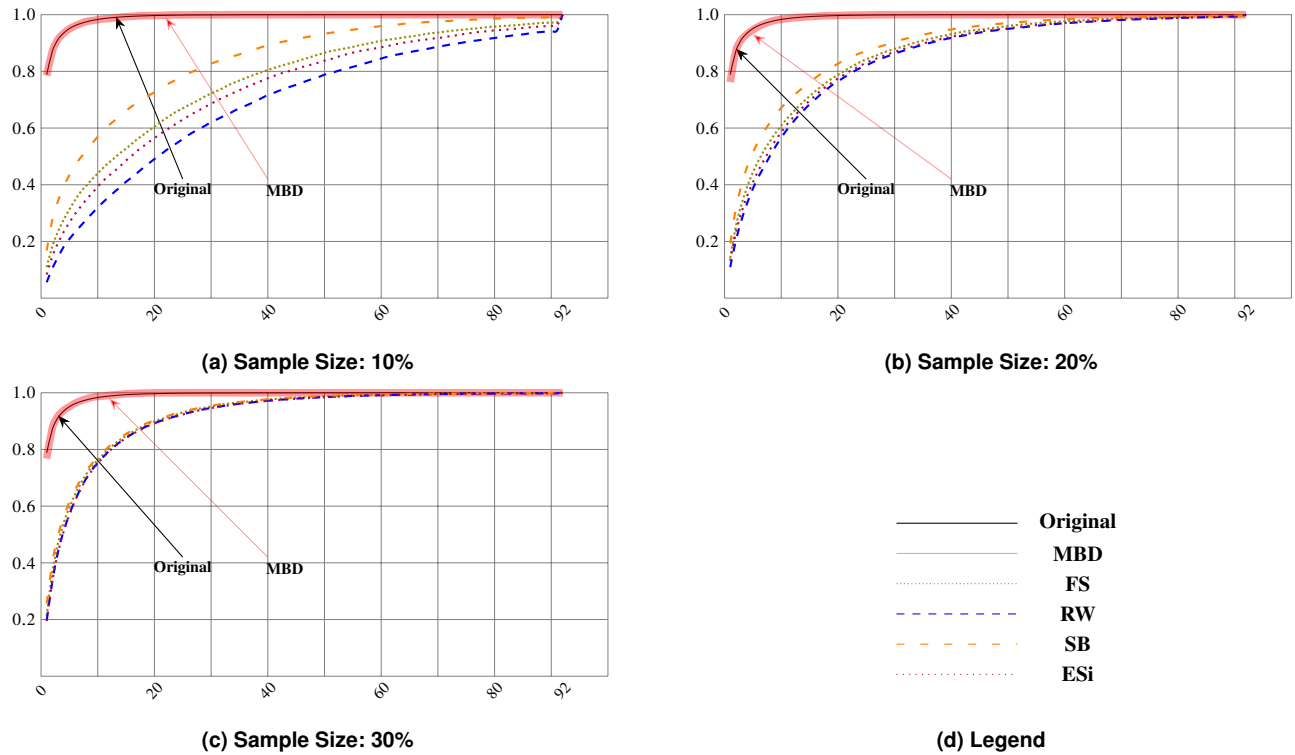 1.0
0.8
0.6
0.4
0.2
0 20 40 60 80 92
Original MBD
(a) Sample Size: 10%
1.0
0.8
0.6
0.4
0.2
0 20 40 60 80 92
Original MBD
(b) Sample Size: 20%
1.0
0.8
0.6
0.4
0.2
0 20 40 60 80 92
Original MBD
(c) Sample Size: 30%
Original
MBD
FS
RW
SB
ESi
(d) Legend